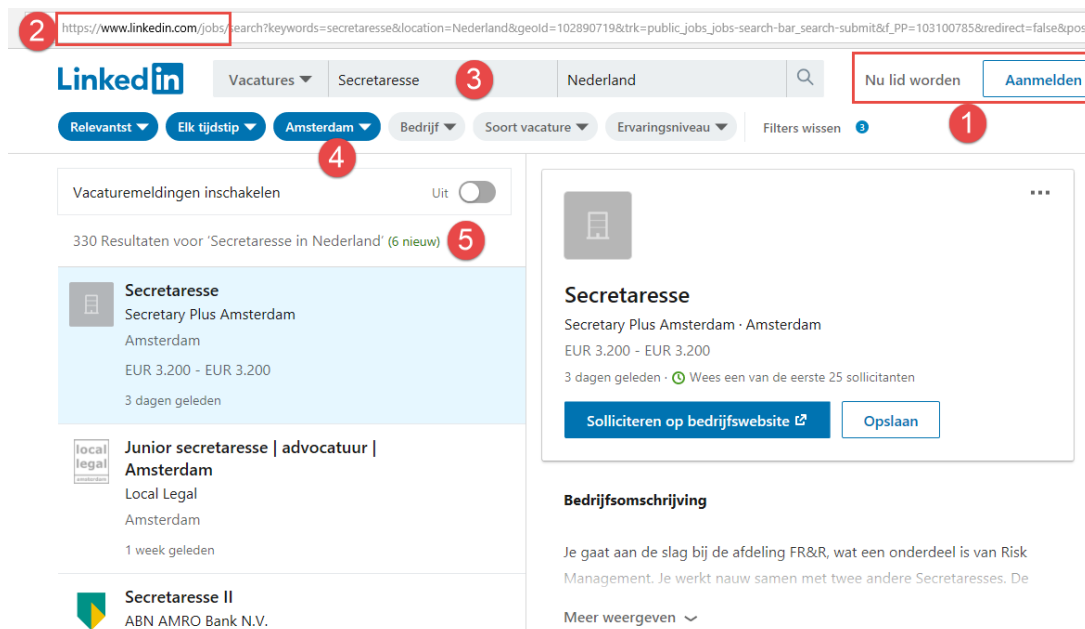 2
https://www.linkedin.com/jobs/search?keywords=secretaresse&location=Nederland&geoId=102890719&trk=public_jobs_jobs-search-bar_search-submit&f_PP=103100785&redirect=false&pos
Linked in
Vacatures
Secretaresse
3
Nederland
Nu lid worden
Aanmelden
1
Relevantst
Elk tijdstip
Amsterdam
Bedrijf
Soort vacature
Ervaringsniveau
Filters wissen
3
4
Vacaturemeldingen inschakelen
Uit
330 Resultaten voor 'Secretaresse in Nederland' (6 nieuw)
5
Secretaresse
Secretary Plus Amsterdam
Amsterdam
EUR 3.200 - EUR 3.200
3 dagen geleden
local
legal
amsterdam
Junior secretaresse | advocatuur |
Amsterdam
Local Legal
Amsterdam
1 week geleden
Secretaresse II
ABN AMRO Bank N.V.
Secretaresse
Secretary Plus Amsterdam · Amsterdam
EUR 3.200 - EUR 3.200
3 dagen geleden · Wees een van de eerste 25 sollicitanten
Solliciteren op bedrijfswebsite
Opslaan
Bedrijfsomschrijving
Je gaat aan de slag bij de afdeling FR&R, wat een onderdeel is van Risk
Management. Je werkt nauw samen met twee andere Secretaresses. De
Meer weergeven